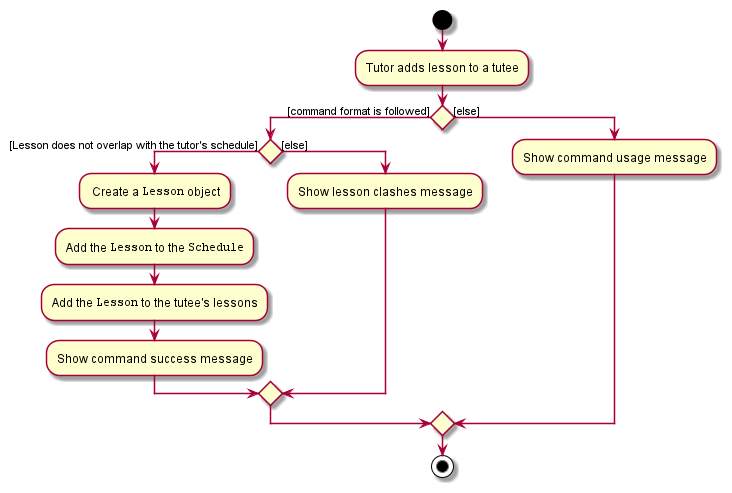 Tutor adds lesson to a tutee
[command format is followed]
[else]
[Lesson does not overlap with the tutor's schedule]
[else]
Show command usage message
Create a Lesson object
Show lesson clashes message
Add the Lesson to the Schedule
Add the Lesson to the tutee's lessons
Show command success message